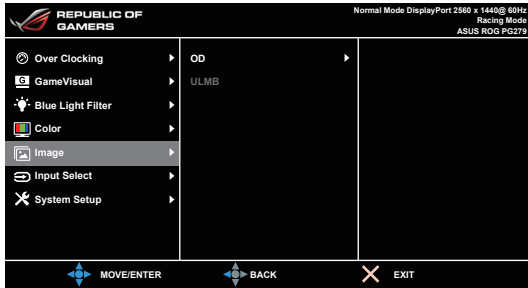 REPUBLIC OF
GAMERS
Normal Mode DisplayPort 2560 x 1440@ 60Hz
Racing Mode
ASUS ROG PG279
Over Clocking
G GameVisual
Blue Light Filter
Color
Image
Input Select
System Setup
OD
ULMB
MOVE/ENTER
BACK
EXIT